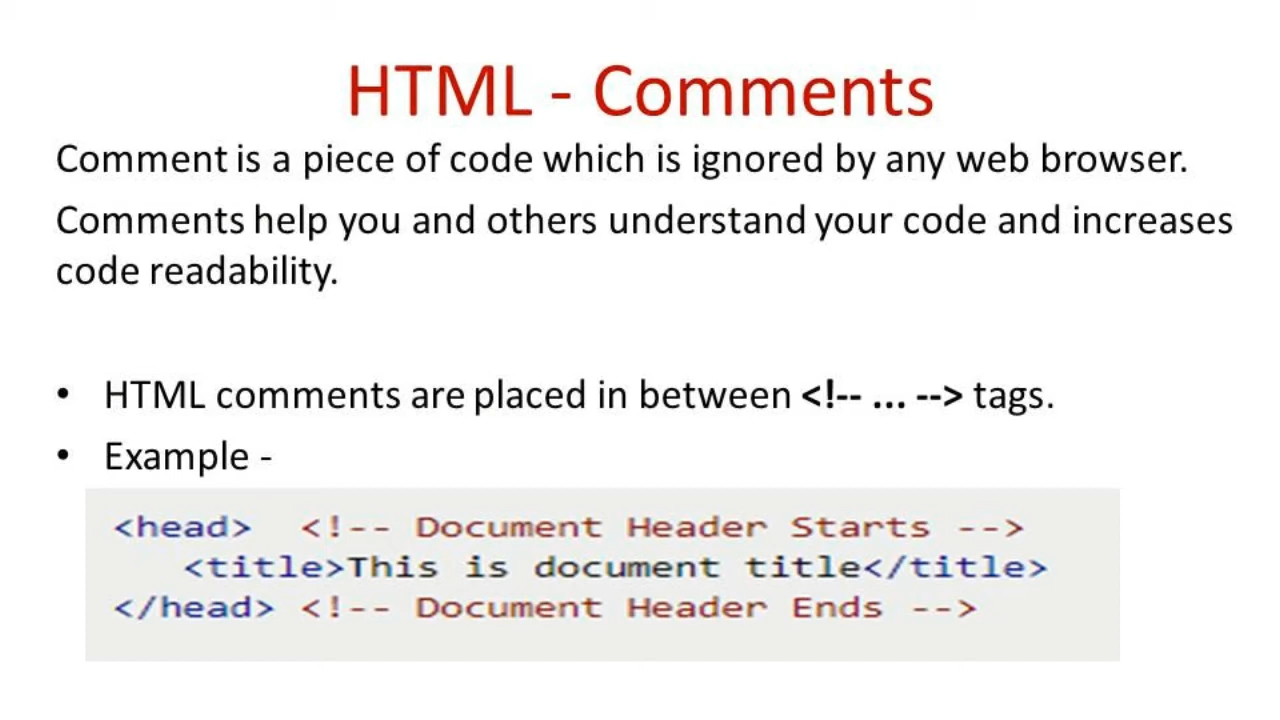 HTML - Comments
Comment is a piece of code which is ignored by any web browser.
Comments help you and others understand your code and increases
code readability.
• HTML comments are placed in between <!-- ... --> tags.
• Example -
<head> <!-- Document Header Starts -->
<title>This is document title</title>
</head> <!-- Document Header Ends -->